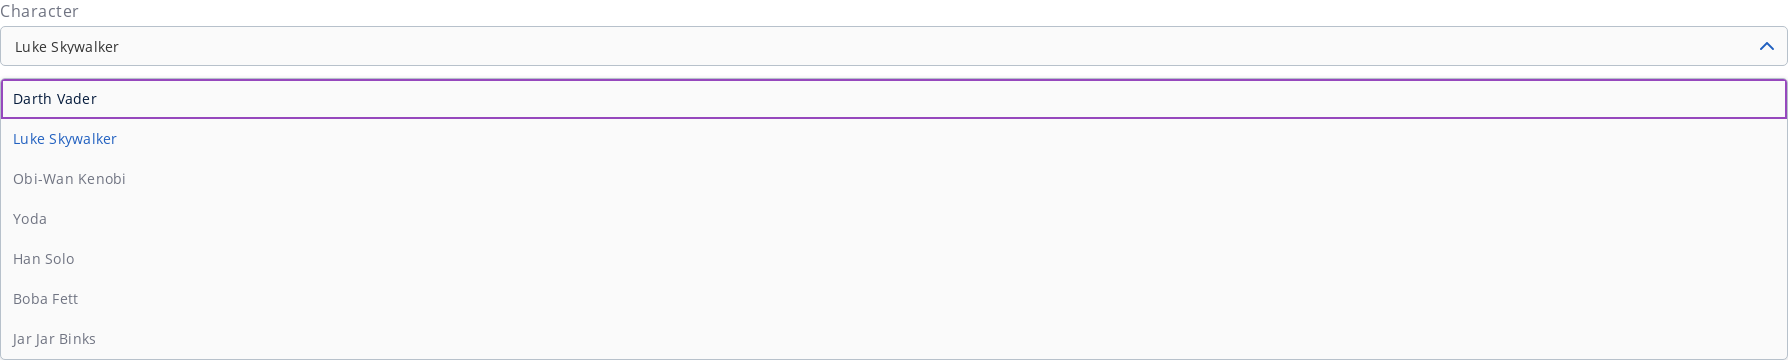 Character
Luke Skywalker
Darth Vader
Luke Skywalker
Obi-Wan Kenobi
Yoda
Han Solo
Boba Fett
Jar Jar Binks